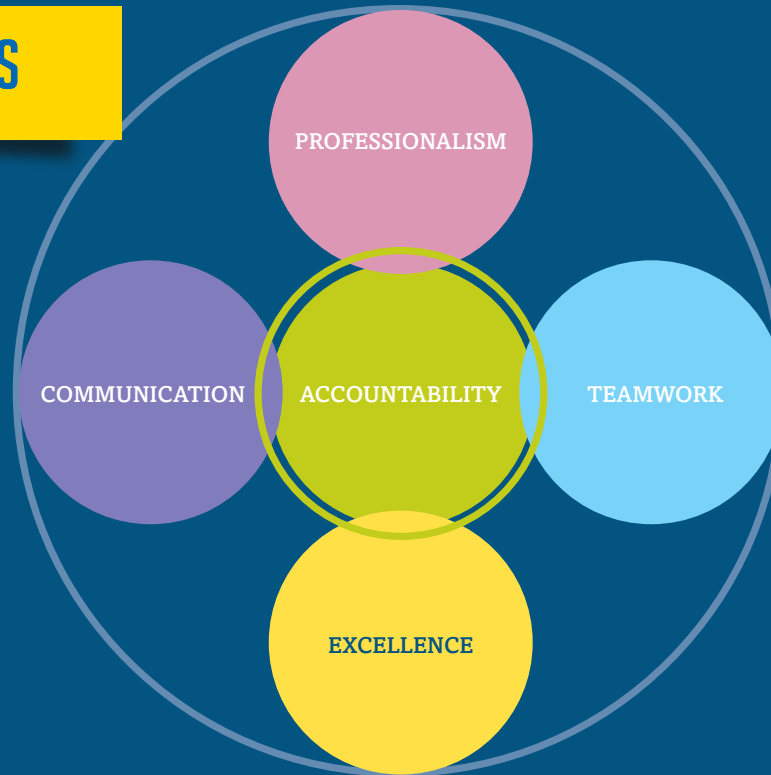 S
PROFESSIONALISM
COMMUNICATION
ACCOUNTABILITY
TEAMWORK
EXCELLENCE